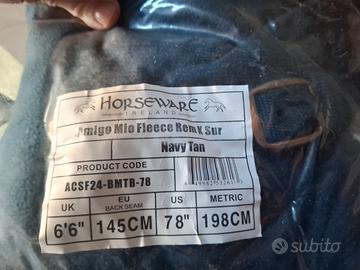 HORSEWARE
IRELAND
Amigo Mio Fleece Rem X Sur
Navy Tan
PRODUCT CODE
ACSF24-BMTB-78
UK
EU
BACK SEAM
US
METRIC
6'6"
145CM
78"
198CM
subito